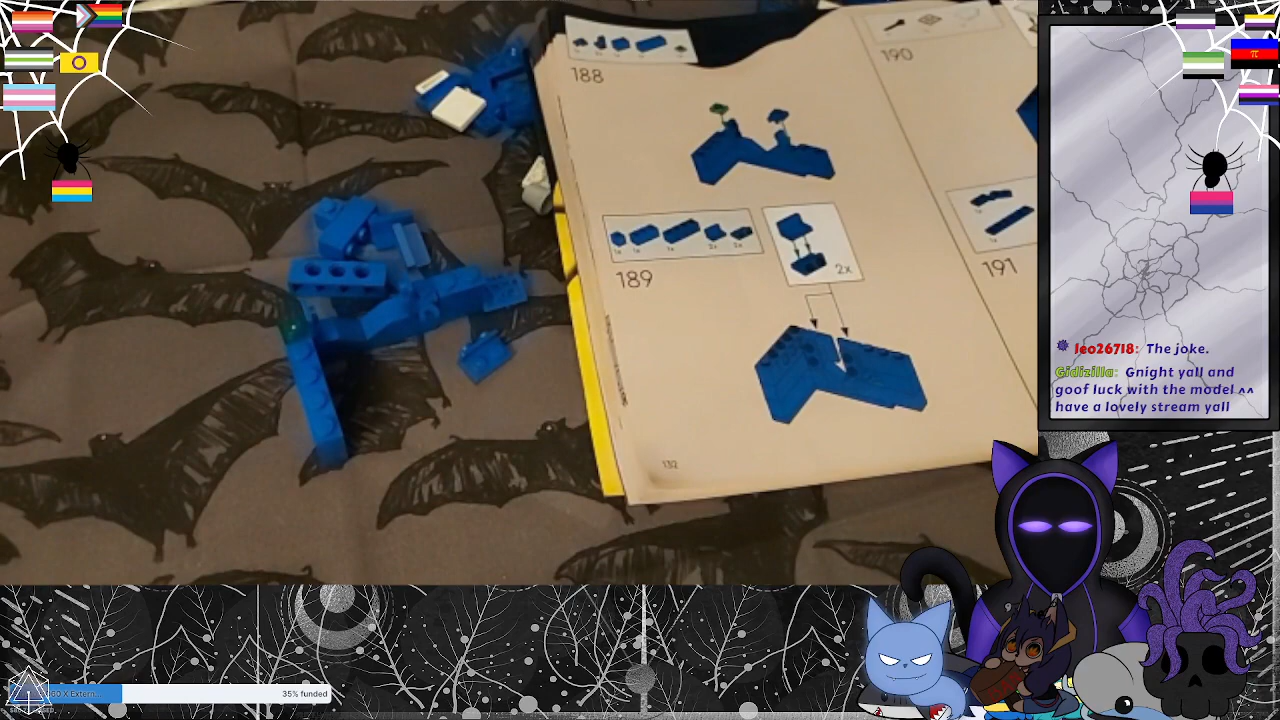 188
190
189
2x
191
132
leo26718: The joke.
Gidizilla: Gnight yall and
goof luck with the model ^^
have a lovely stream yall
35% funded